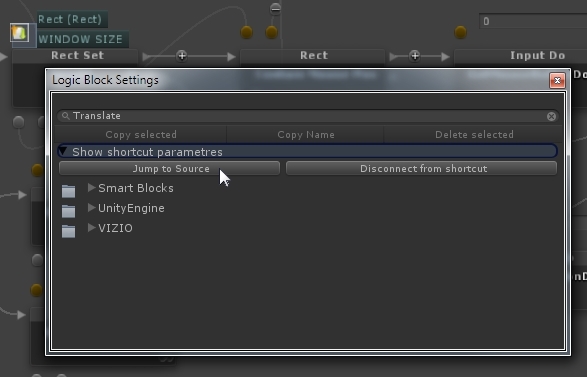 Rect (Rect)
0
WINDOW SIZE
Rect Set
Rect
Input Do
Logic Block Settings
Translate
Copy selected
Copy Name
Delete selected
Show shortcut parametres
Jump to Source
Disconnect from shortcut
Smart Blocks
UnityEngine
VIZIO